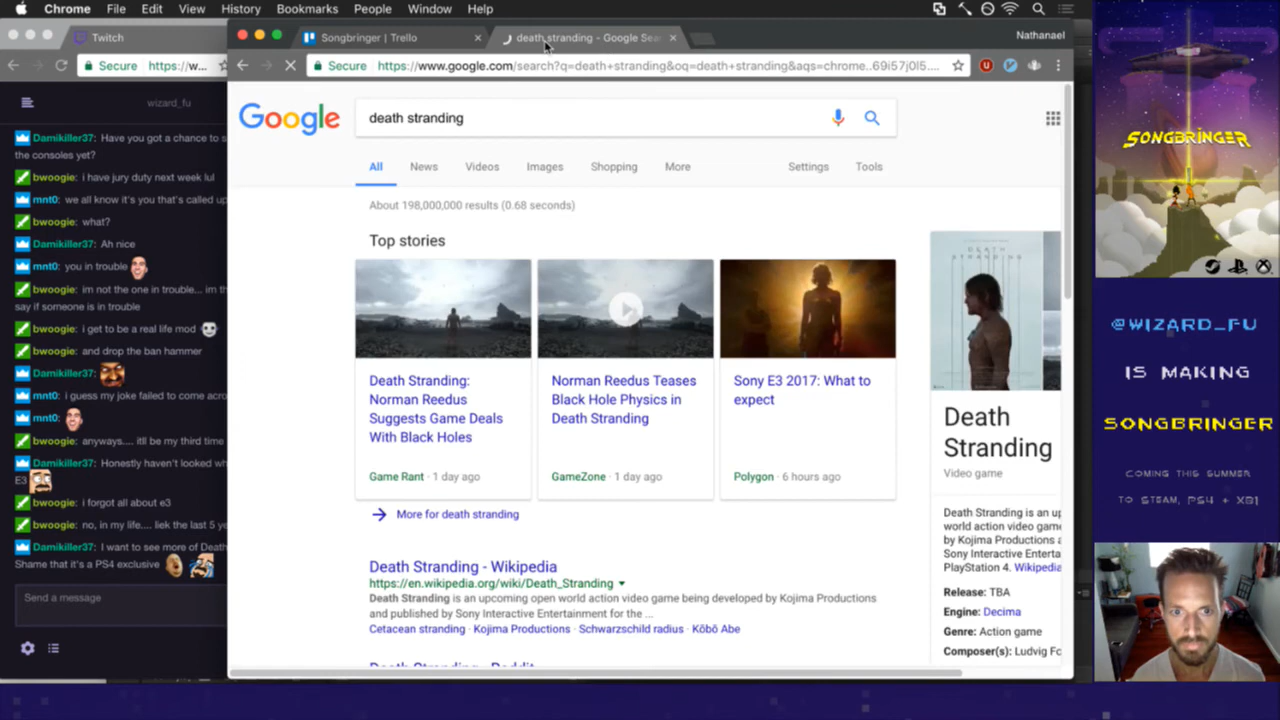 Chrome File Edit View History Bookmarks People Window Help
Twitch
Songbringer | Trello
death stranding - Google Sea
Nathanael
Secure https://w...
Secure https://www.google.com/search?q=death+stranding&oq=death+stranding&aqs=chrome..69i57j0l5....
wizard_fu
Damikiller37: Have you got a chance to s
the consoles yet?
bwoogie: i have jury duty next week lul
mnt0: we all know it's you that's called up
bwoogie: what?
Damikiller37: Ah nice
mnt0: you in trouble
bwoogie: im not the one in trouble... im th
say if someone is in trouble
bwoogie: i get to be a real life mod
bwoogie: and drop the ban hammer
Damikiller37:
mnt0: i guess my joke failed to come acro
mnt0:
bwoogie: anyways.... itll be my third time
Damikiller37: Honestly haven't looked wh
E3
bwoogie: i forgot all about e3
bwoogie: no, in my life.... liek the last 5 ye
Damikiller37: I want to see more of Death
Shame that it's a PS4 exclusive
Send a message
Google
death stranding
All News Videos Images Shopping More Settings Tools
About 198,000,000 results (0.68 seconds)
Top stories
Death Stranding:
Norman Reedus
Suggests Game Deals
With Black Holes
Game Rant · 1 day ago
Norman Reedus Teases
Black Hole Physics in
Death Stranding
GameZone · 1 day ago
Sony E3 2017: What to
expect
Polygon · 6 hours ago
More for death stranding
Death Stranding - Wikipedia
https://en.wikipedia.org/wiki/Death_Stranding
Death Stranding is an upcoming open world action video game being developed by Kojima Productions
and published by Sony Interactive Entertainment for the ...
Cetacean stranding · Kojima Productions · Schwarzschild radius · Kōbō Abe
Death Stranding - Reddit
DEATH
STRANDING
Death
Stranding
Video game
Death Stranding is an up
world action video game
by Kojima Productions a
Sony Interactive Enterta
PlayStation 4. Wikipedia
Release: TBA
Engine: Decima
Genre: Action game
Composer(s): Ludvig Fo
SONGBRINGER
@WIZARD_FU
IS MAKING
SONGBRINGER
COMING THIS SUMMER
TO STEAM, PS4 + XB1